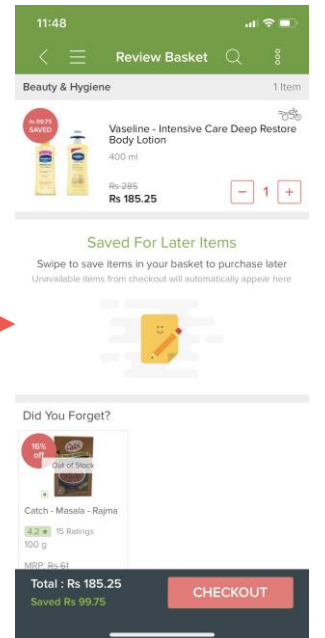 11:48
Review Basket
Beauty & Hygiene 1 Item
Rs 99.75
SAVED
Vaseline - Intensive Care Deep Restore
Body Lotion
400 ml
Rs 285
Rs 185.25
1
Saved For Later Items
Swipe to save items in your basket to purchase later
Unavailable items from checkout will automatically appear here
Did You Forget?
16%
off
Catch
Out of Stock
Catch - Masala - Rajma
4.2 ★ 15 Ratings
100 g
MRP: Rs 61
Total : Rs 185.25
Saved Rs 99.75
CHECKOUT